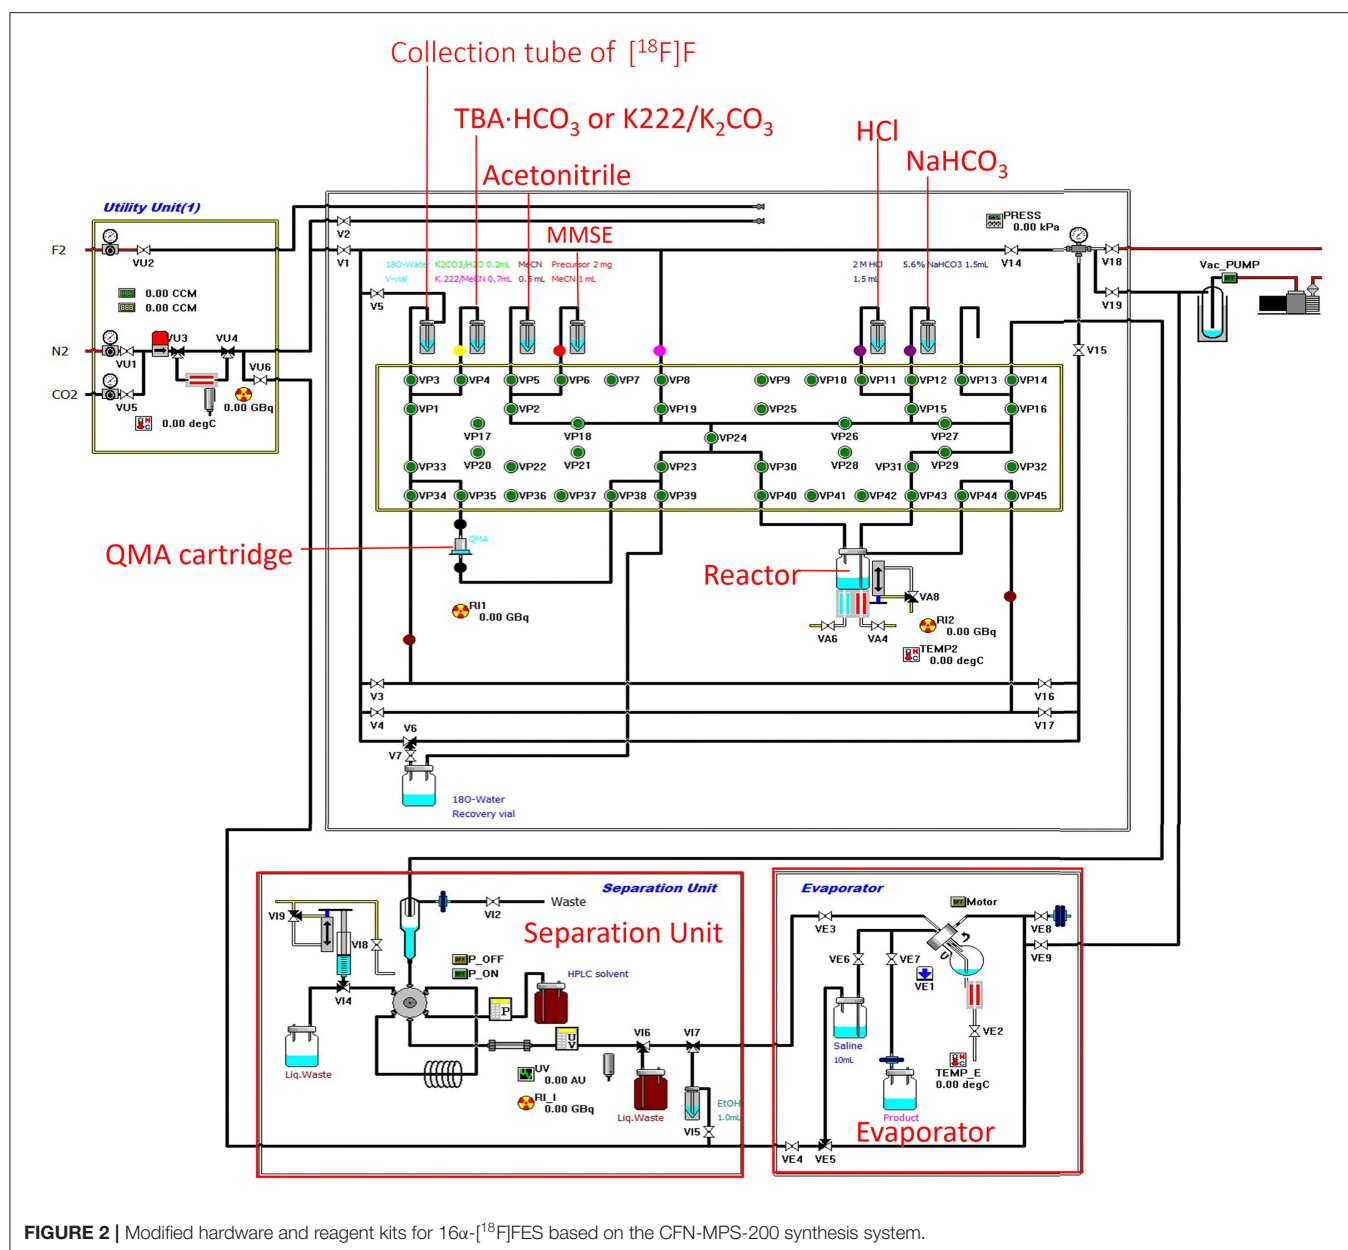 Collection tube of [¹⁸F]F
TBA·HCO₃ or K222/K₂CO₃
HCl
Acetonitrile
NaHCO₃
MMSE
Utility Unit(1)
F2
VU2
0.00 CCM
0.00 CCM
N2
VU1
VU3
VU4
VU6
CO2
VU5
0.00 degC
0.00 GBq
V2
V1
PRESS
0.00 kPa
V14
V18
Vac_PUMP
OFF
V19
V15
18O-Water
V-vial
K2CO3/H2O 0.2mL
K.222/MeCN 0.7mL
MeCN
0.5 mL
Precursor 2 mg
MeCN 1 mL
2 M HCl
1.5 mL
5.6% NaHCO3 1.5mL
V5
VP3 VP4 VP5 VP6 VP7 VP8 VP9 VP10 VP11 VP12 VP13 VP14
VP1 VP2 VP19 VP25 VP15 VP16
VP17 VP18 VP24 VP26 VP27
VP20 VP21 VP28 VP29
VP33 VP22 VP23 VP30 VP31 VP32
VP34 VP35 VP36 VP37 VP38 VP39 VP40 VP41 VP42 VP43 VP44 VP45
QMA cartridge
QMA
Reactor
RI1
0.00 GBq
VA8
VA6
VA4
RI2
0.00 GBq
TEMP2
0.00 degC
V3
V16
V4
V17
V6
V7
18O-Water
Recovery vial
Separation Unit
Separation Unit
VI9
VI8
VI4
VI2
Waste
P_OFF
P_ON
HPLC solvent
P
Liq.Waste
UV
UV
0.00 AU
RI_I
0.00 GBq
VI6
VI7
Liq.Waste
EtOH
1.0mL
VI5
Evaporator
OFF
Motor
VE3
VE8
VE9
VE6
VE7
VE1
VE2
Saline
10mL
TEMP_E
0.00 degC
Product
Evaporator
VE4
VE5
FIGURE 2 | Modified hardware and reagent kits for 16α-[¹⁸F]FES based on the CFN-MPS-200 synthesis system.